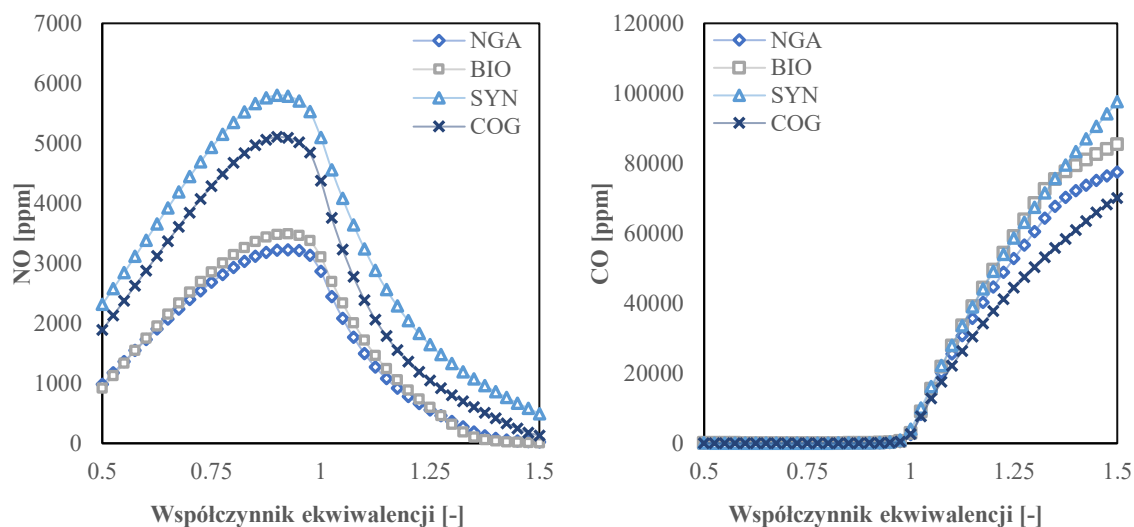 7000
6000
5000
4000
3000
2000
1000
0
NO [ppm]
NGA
BIO
SYN
COG
0.5 0.75 1 1.25 1.5
Współczynnik ekwiwalencji [-]
120000
100000
80000
60000
40000
20000
0
CO [ppm]
NGA
BIO
SYN
COG
0.5 0.75 1 1.25 1.5
Współczynnik ekwiwalencji [-]